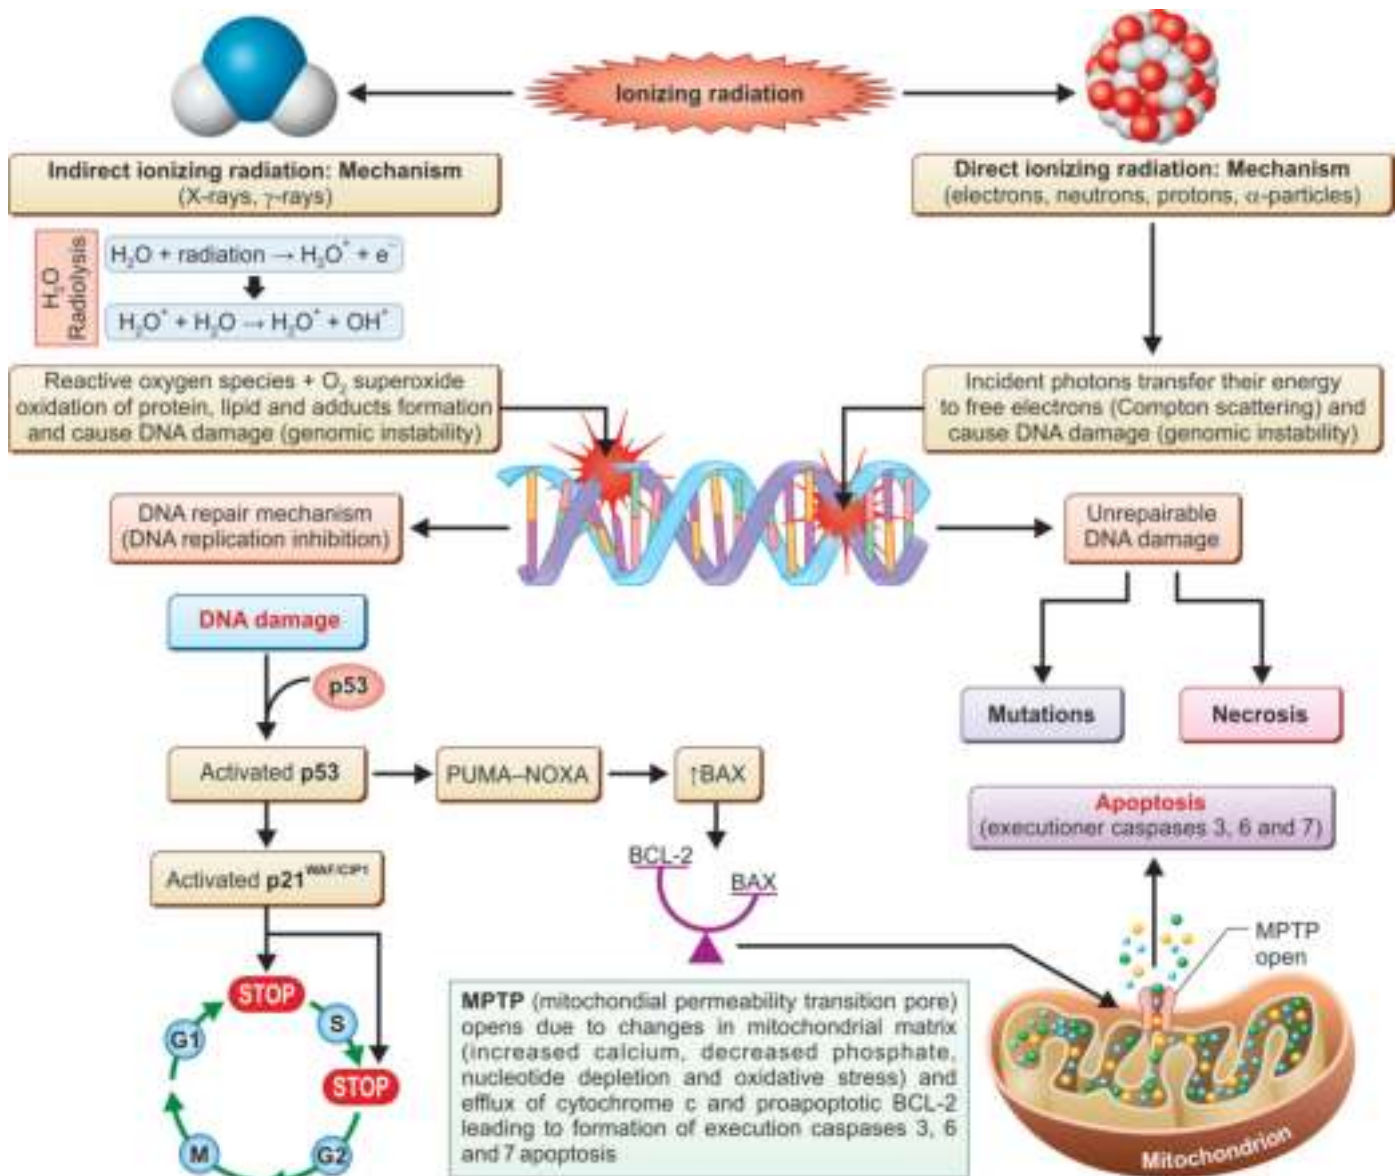 Ionizing radiation
Indirect ionizing radiation: Mechanism
(X-rays, γ-rays)
Direct ionizing radiation: Mechanism
(electrons, neutrons, protons, α-particles)
H₂O
Radiolysis
H₂O + radiation → H₂O⁺ + e⁻
H₂O⁺ + H₂O → H₃O⁺ + OH⁺
Reactive oxygen species + O₂ superoxide
oxidation of protein, lipid and adducts formation
and cause DNA damage (genomic instability)
Incident photons transfer their energy
to free electrons (Compton scattering) and
cause DNA damage (genomic instability)
DNA repair mechanism
(DNA replication inhibition)
Unrepairable
DNA damage
DNA damage
p53
Mutations
Necrosis
Activated p53
PUMA–NOXA
↑BAX
Apoptosis
(executioner caspases 3, 6 and 7)
Activated p21 WAF/CIP1
BCL-2
BAX
MPTP
open
STOP
G1
S
STOP
M
G2
MPTP (mitochondial permeability transition pore)
opens due to changes in mitochondrial matrix
(increased calcium, decreased phosphate,
nucleotide depletion and oxidative stress) and
efflux of cytochrome c and proapoptotic BCL-2
leading to formation of execution caspases 3, 6
and 7 apoptosis
Mitochondrion